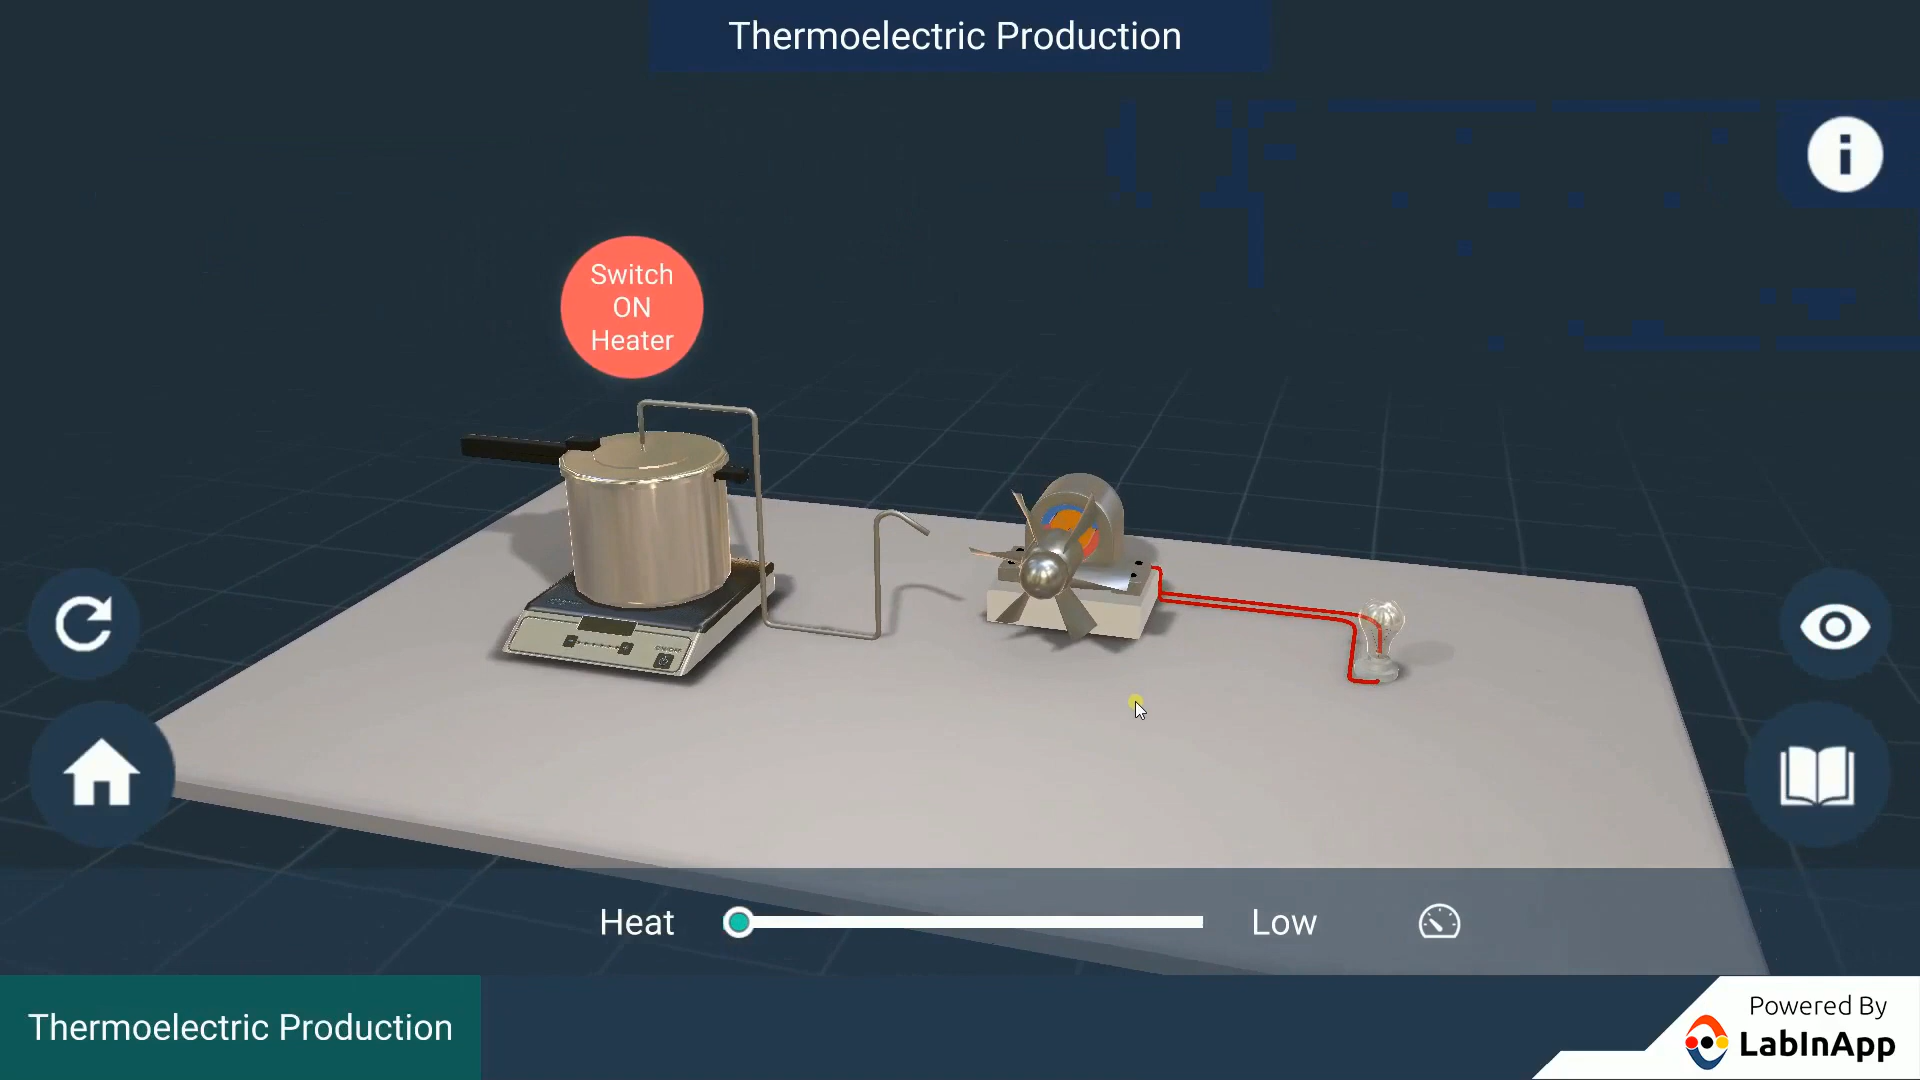 Thermoelectric Production
Switch
ON
Heater
Heat
Low
Thermoelectric Production
Powered By
LabInApp